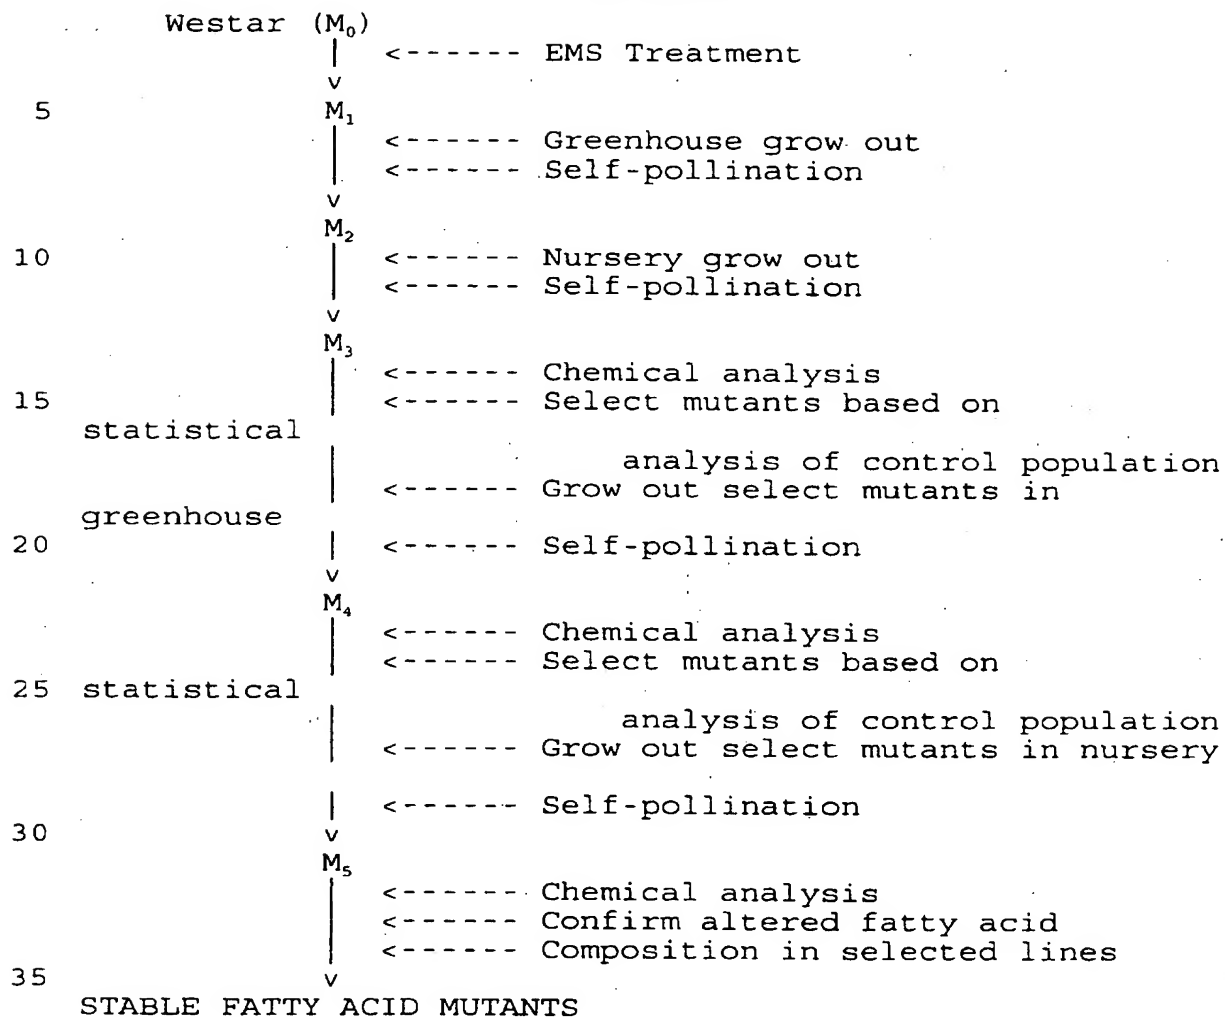 Westar (M₀)
| <------ EMS Treatment
v
5 M₁
| <------ Greenhouse grow out
| <------ Self-pollination
v
M₂
10 | <------ Nursery grow out
| <------ Self-pollination
v
M₃
| <------ Chemical analysis
15 | <------ Select mutants based on
statistical
| analysis of control population
| <------ Grow out select mutants in
greenhouse
20 | <------ Self-pollination
v
M₄
| <------ Chemical analysis
| <------ Select mutants based on
25 statistical
| analysis of control population
| <------ Grow out select mutants in nursery
| <------ Self-pollination
30 v
M₅
| <------ Chemical analysis
| <------ Confirm altered fatty acid
| <------ Composition in selected lines
35 v
STABLE FATTY ACID MUTANTS